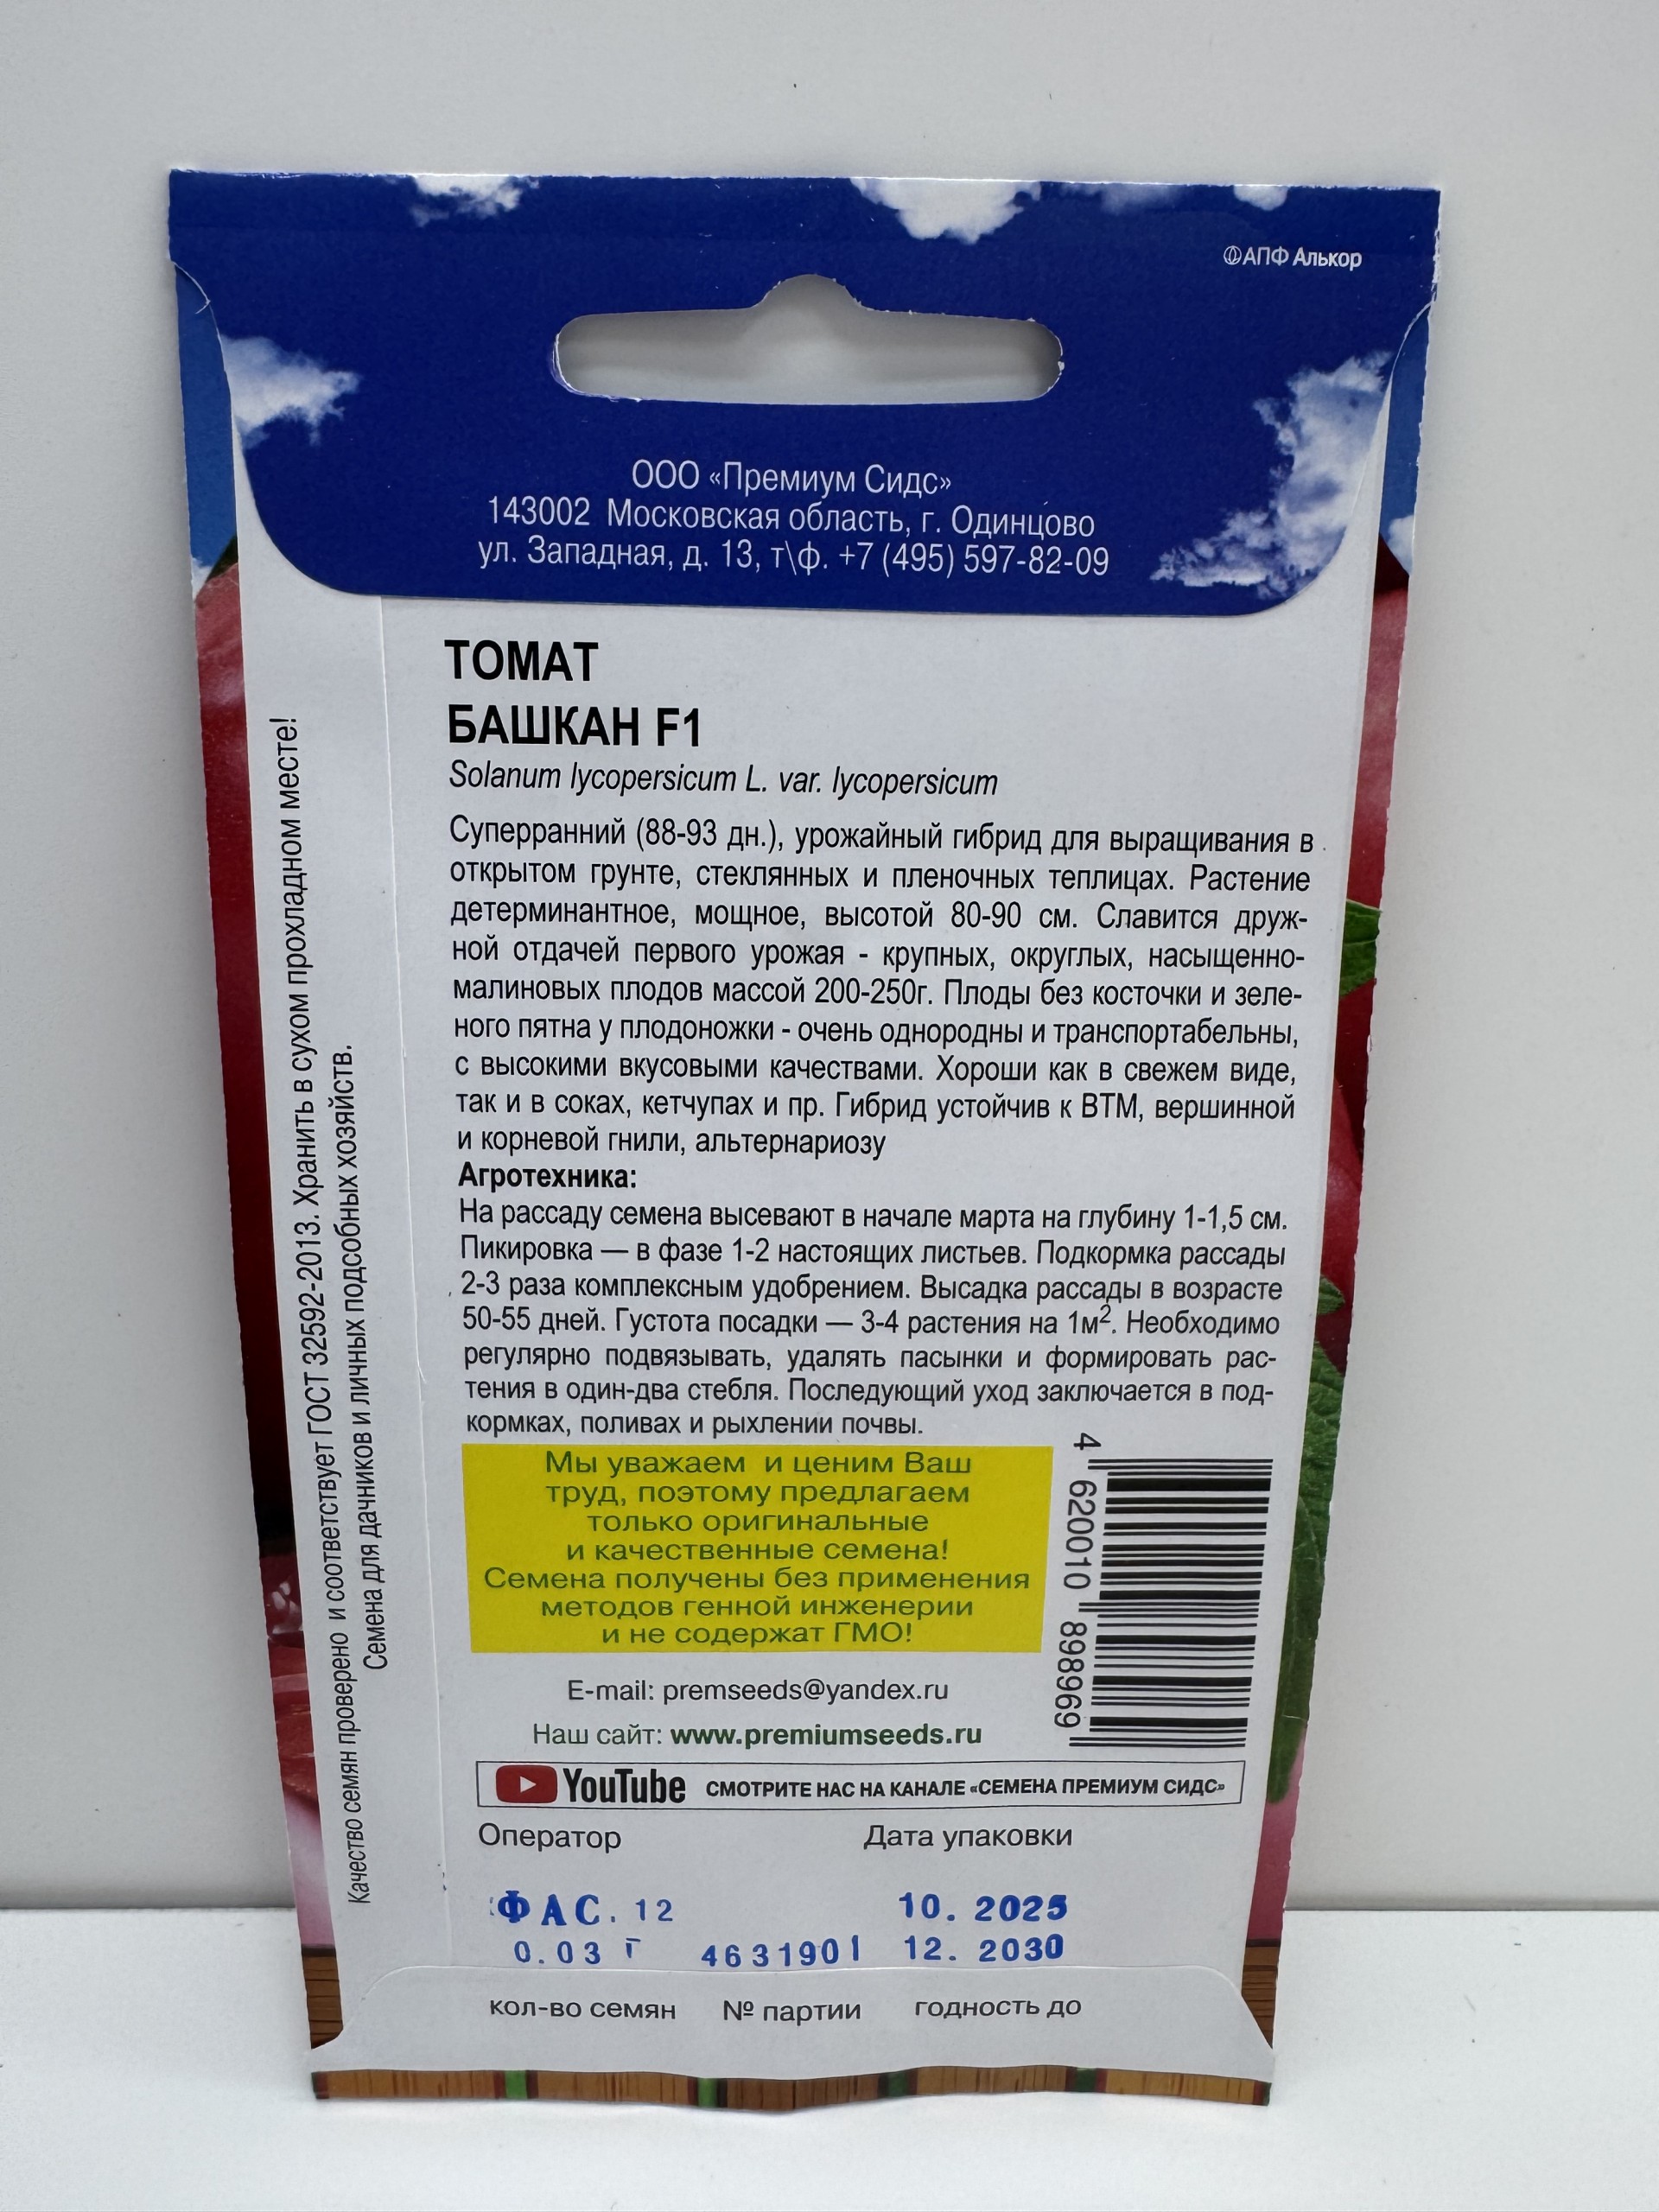 АПФ Алькор
ООО «Премиум Сидс»
143002 Московская область, г. Одинцово
ул. Западная, д. 13, т\ф. +7 (495) 597-82-09
ТОМАТ
БАШКАН F1
Solanum lycopersicum L. var. lycopersicum
Суперранний (88-93 дн.), урожайный гибрид для выращивания в
открытом грунте, стеклянных и пленочных теплицах. Растение
детерминантное, мощное, высотой 80-90 см. Славится друж-
ной отдачей первого урожая - крупных, округлых, насыщенно-
малиновых плодов массой 200-250г. Плоды без косточки и зеле-
ного пятна у плодоножки - очень однородны и транспортабельны,
с высокими вкусовыми качествами. Хороши как в свежем виде,
так и в соках, кетчупах и пр. Гибрид устойчив к ВТМ, вершинной
и корневой гнили, альтернариозу
Агротехника:
На рассаду семена высевают в начале марта на глубину 1-1,5 см.
Пикировка — в фазе 1-2 настоящих листьев. Подкормка рассады
2-3 раза комплексным удобрением. Высадка рассады в возрасте
50-55 дней. Густота посадки — 3-4 растения на 1м². Необходимо
регулярно подвязывать, удалять пасынки и формировать рас-
тения в один-два стебля. Последующий уход заключается в под-
кормках, поливах и рыхлении почвы.
Мы уважаем и ценим Ваш
труд, поэтому предлагаем
только оригинальные
и качественные семена!
Семена получены без применения
методов генной инженерии
и не содержат ГМО!
4 620010 898969
E-mail: premseeds@yandex.ru
Наш сайт: www.premiumseeds.ru
YouTube СМОТРИТЕ НАС НА КАНАЛЕ «СЕМЕНА ПРЕМИУМ СИДС»
Оператор Дата упаковки
ФАС. 12 10. 2025
0.03 г 4631901 12. 2030
кол-во семян № партии годность до
Качество семян проверено и соответствует ГОСТ 32592-2013. Хранить в сухом прохладном месте!
Семена для дачников и личных подсобных хозяйств.